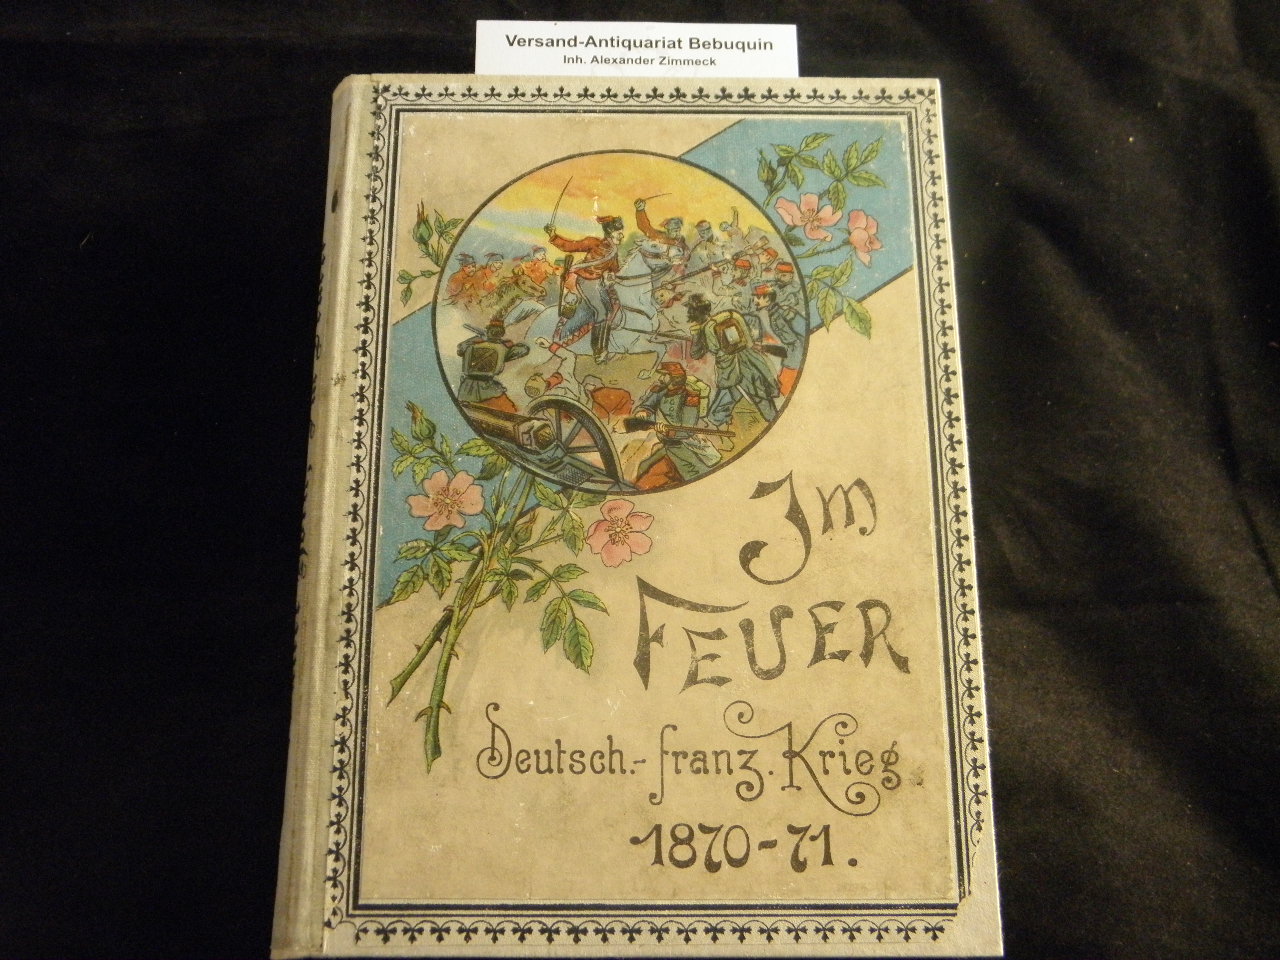 Versand-Antiquariat Bebuquin
Inh. Alexander Zimmeck
Im
Feuer
Deutsch.-franz. Krieg
1870-71.